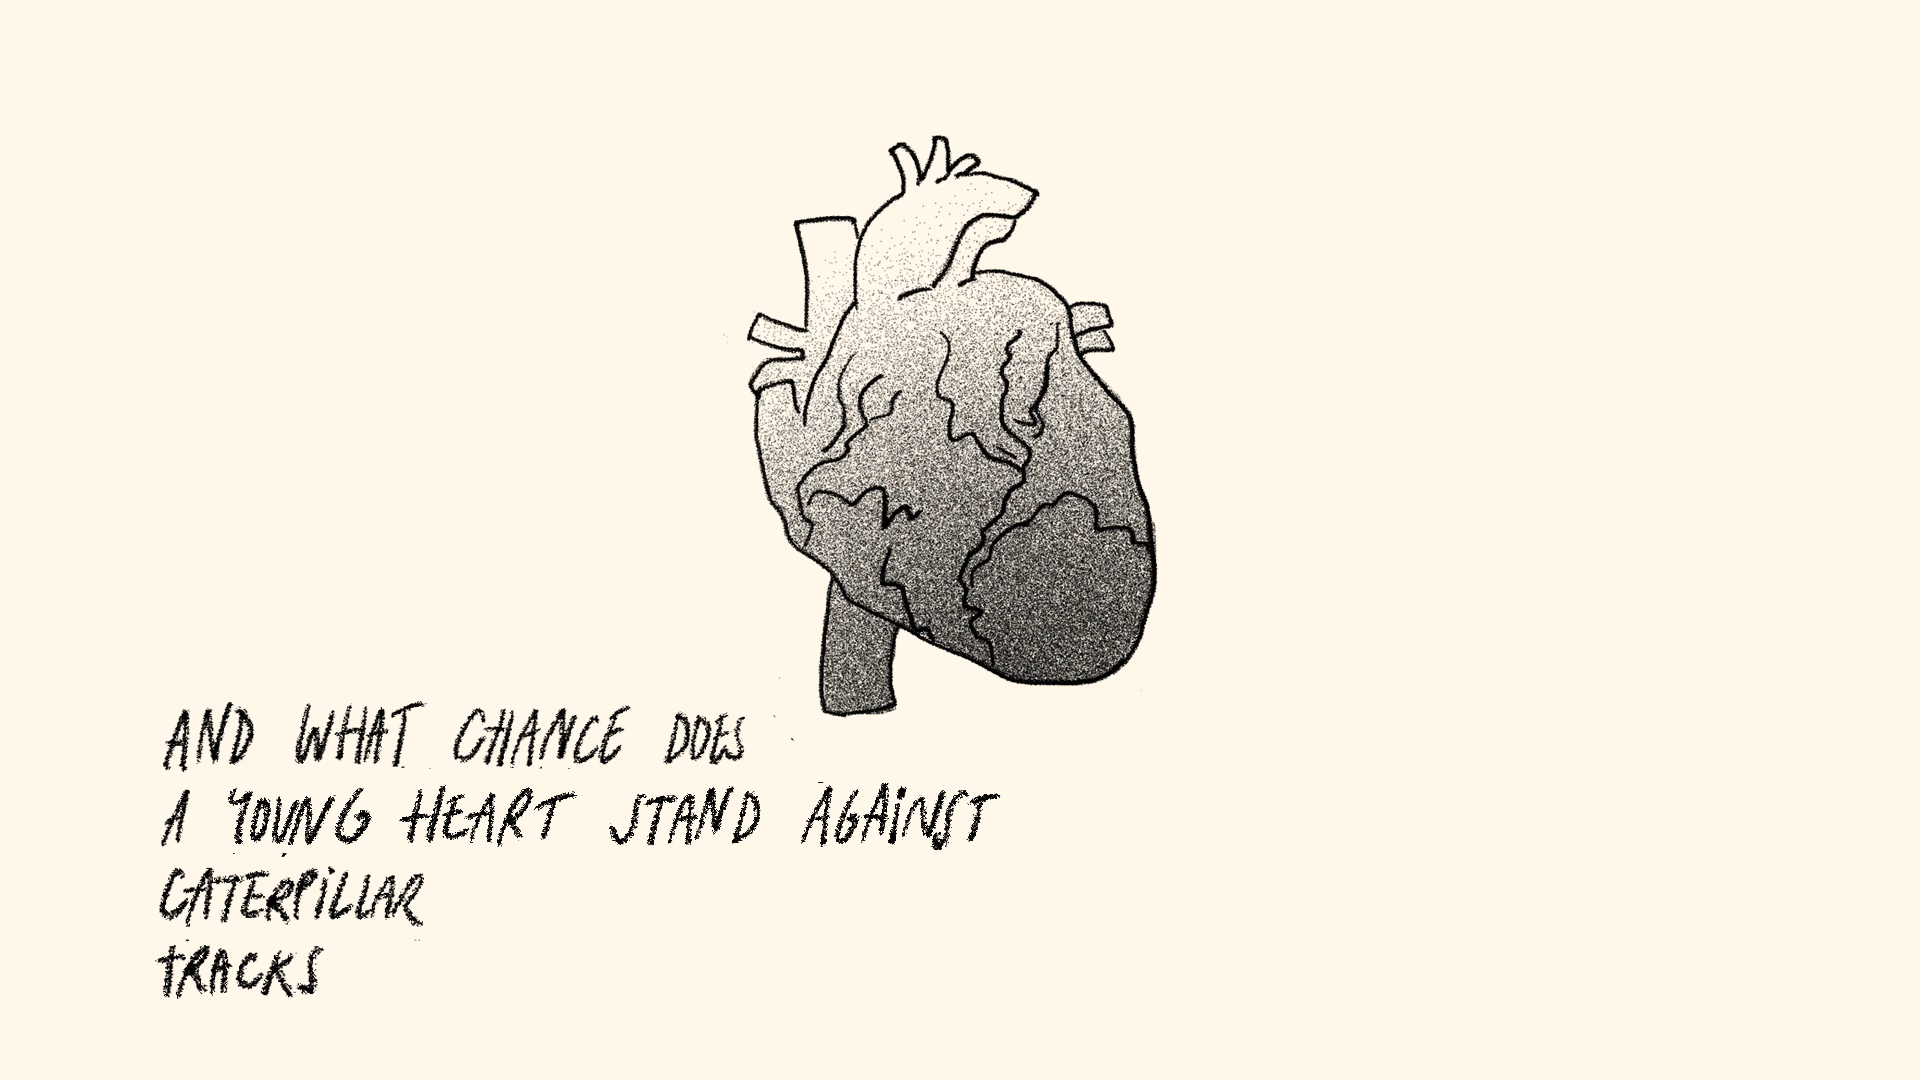 AND WHAT CHANCE DOES
A YOUNG HEART STAND AGAINST
CATERPILLAR
TRACKS